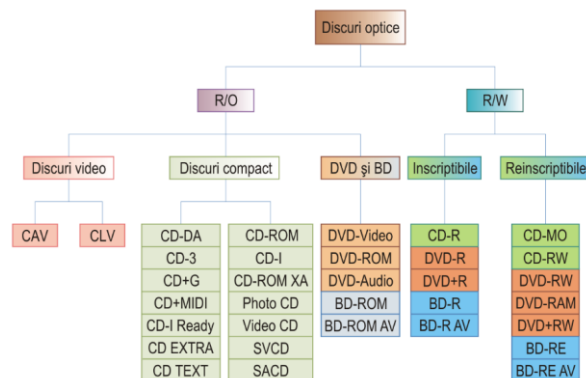 Discuri optice
R/O
R/W
Discuri video
Discuri compact
DVD şi BD
Inscriptibile
Reinscriptibile
CAV
CLV
CD-DA
CD-3
CD+G
CD+MIDI
CD-I Ready
CD EXTRA
CD TEXT
CD-ROM
CD-I
CD-ROM XA
Photo CD
Video CD
SVCD
SACD
DVD-Video
DVD-ROM
DVD-Audio
BD-ROM
BD-ROM AV
CD-R
DVD-R
DVD+R
BD-R
BD-R AV
CD-MO
CD-RW
DVD-RW
DVD-RAM
DVD+RW
BD-RE
BD-RE AV